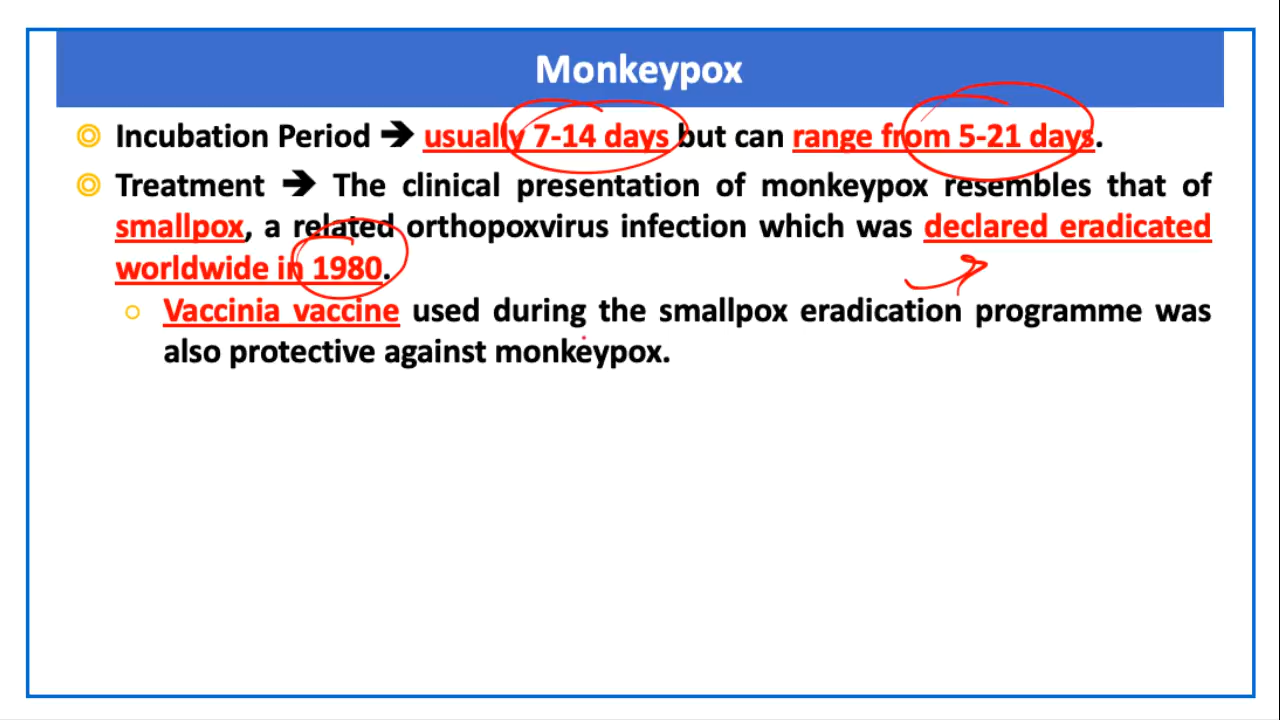 Monkeypox
Incubation Period ➔ usually 7-14 days but can range from 5-21 days.
Treatment ➔ The clinical presentation of monkeypox resembles that of
smallpox, a related orthopoxvirus infection which was declared eradicated
worldwide in 1980.
Vaccinia vaccine used during the smallpox eradication programme was
also protective against monkeypox.